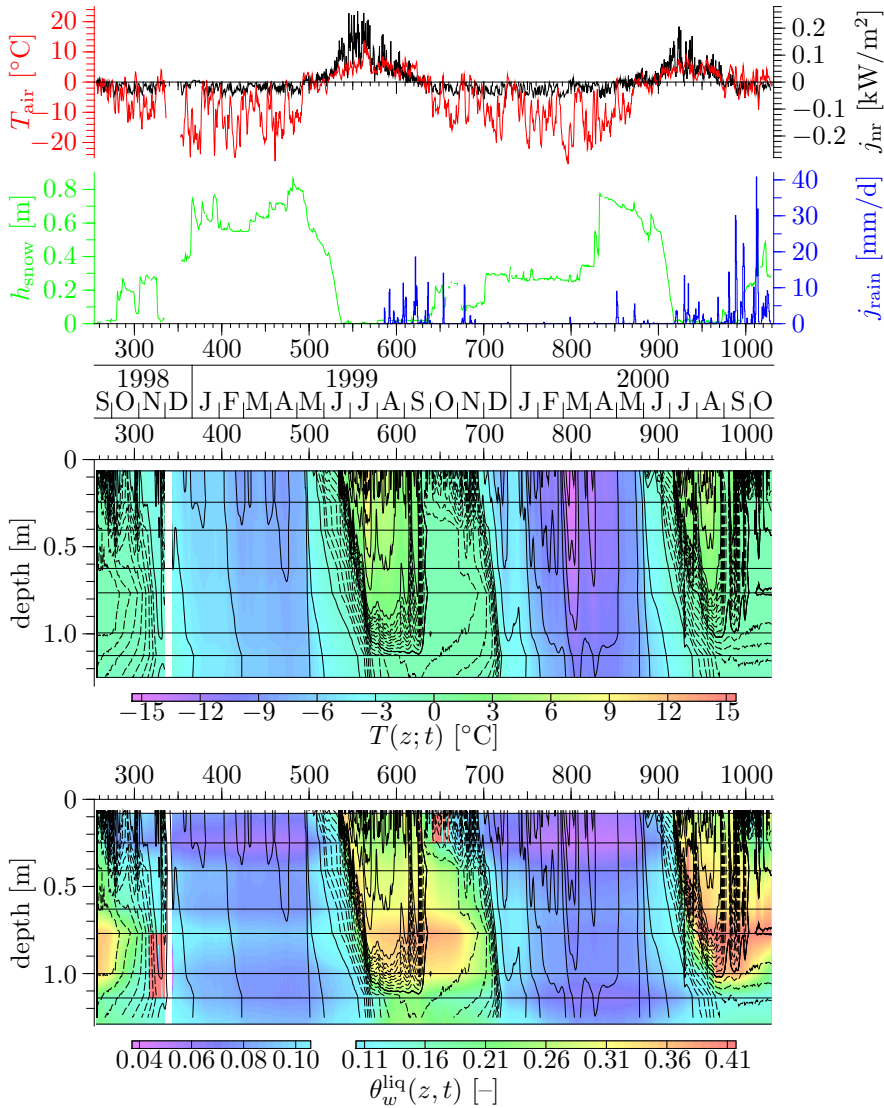 20
10
0
−10
−20
T_air [°C]
0.2
0.1
0
−0.1
−0.2
j_nr [kW/m²]
0.8
0.6
0.4
0.2
0
h_snow [m]
40
30
20
10
0
j_rain [mm/d]
300 400 500 600 700 800 900 1000
1998 1999 2000
S O N D J F M A M J J A S O N D J F M A M J J A S O
300 400 500 600 700 800 900 1000
0
0.5
1.0
depth [m]
−15 −12 −9 −6 −3 0 3 6 9 12 15
T(z; t) [°C]
300 400 500 600 700 800 900 1000
0
0.5
1.0
depth [m]
0.04 0.06 0.08 0.10 0.11 0.16 0.21 0.26 0.31 0.36 0.41
θ_w^liq(z, t) [–]